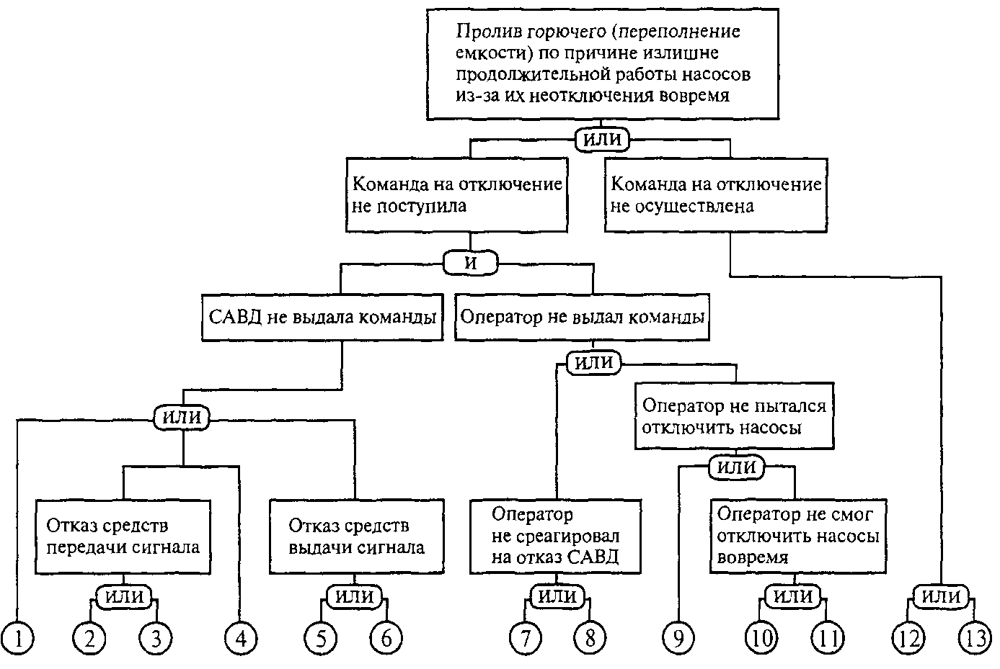 Пролив горючего (переполнение
емкости) по причине излишне
продолжительной работы насосов
из-за их неотключения вовремя
ИЛИ
Команда на отключение
не поступила
Команда на отключение
не осуществлена
И
САВД не выдала команды
Оператор не выдал команды
ИЛИ
Оператор не пытался
отключить насосы
ИЛИ
ИЛИ
Отказ средств
передачи сигнала
Отказ средств
выдачи сигнала
Оператор
не среагировал
на отказ САВД
Оператор не смог
отключить насосы
вовремя
ИЛИ
ИЛИ
ИЛИ
ИЛИ
ИЛИ
1
2
3
4
5
6
7
8
9
10
11
12
13